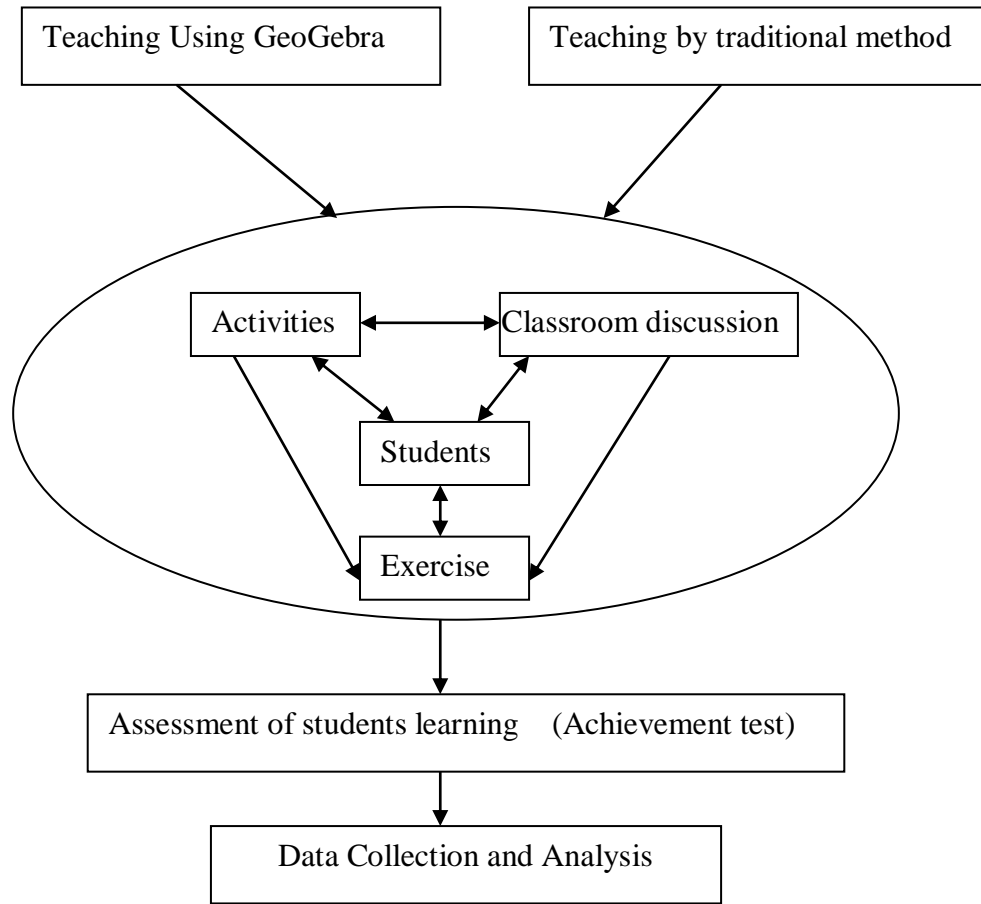 Teaching Using GeoGebra
Teaching by traditional method
Activities
Classroom discussion
Students
Exercise
Assessment of students learning (Achievement test)
Data Collection and Analysis